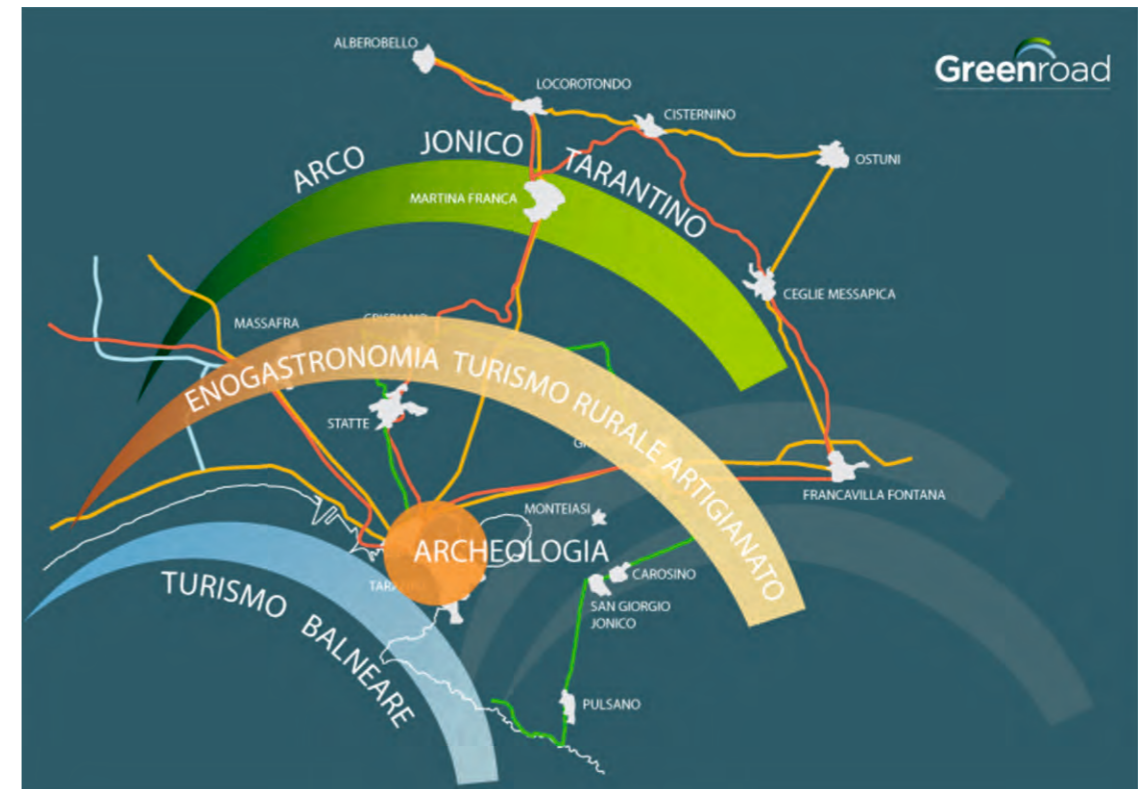 ALBEROBELLO
Greenroad
LOCOROTONDO
CISTERNINO
OSTUNI
ARCO JONICO TARANTINO
MARTINA FRANCA
CEGLIE MESSAPICA
MASSAFRA
ENOGASTRONOMIA TURISMO RURALE ARTIGIANATO
STATTE
FRANCAVILLA FONTANA
MONTEIASI
ARCHEOLOGIA
CAROSINO
TURISMO BALNEARE
SAN GIORGIO
JONICO
PULSANO